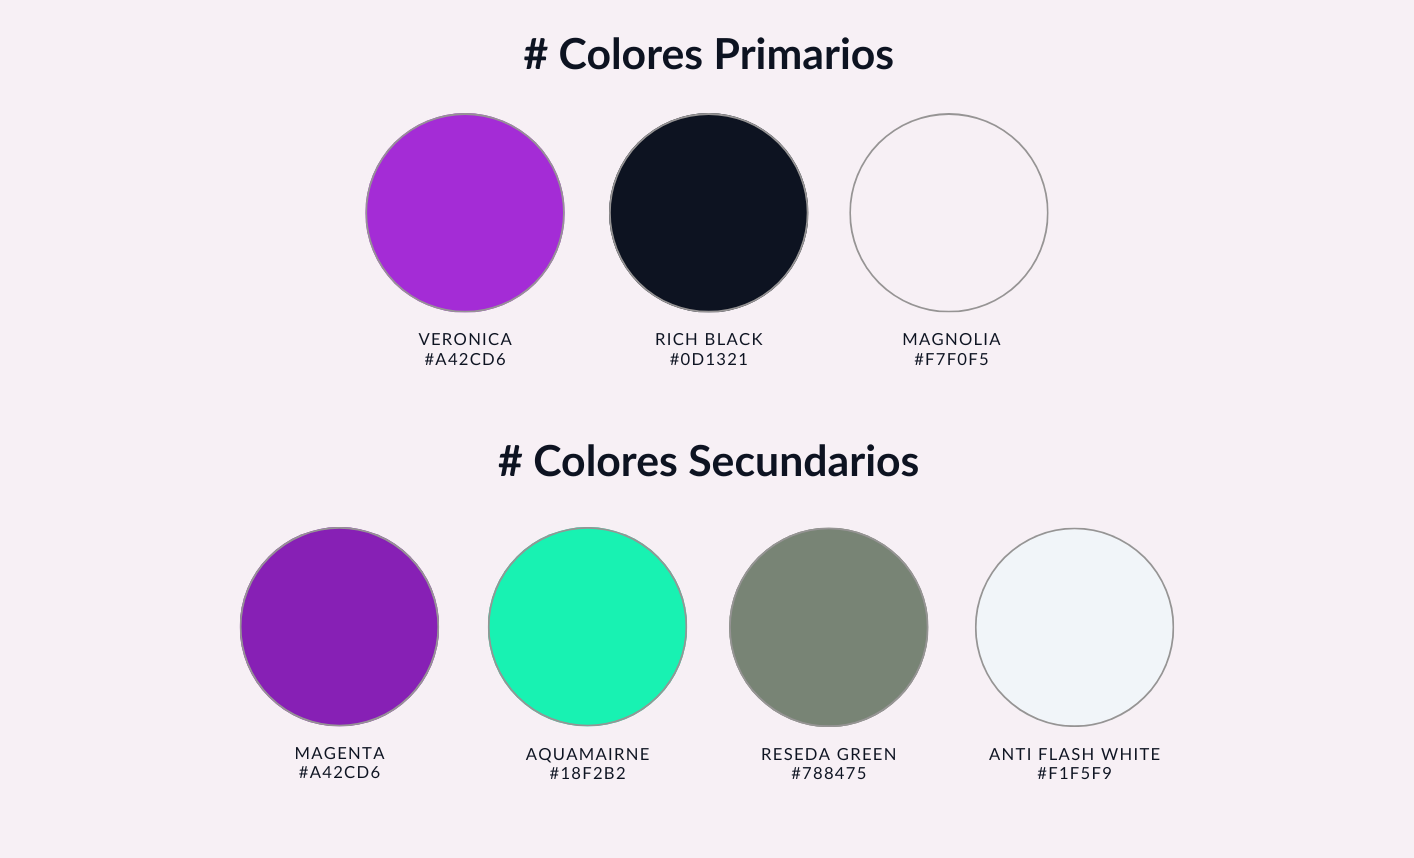 # Colores Primarios
VERONICA
#A42CD6
RICH BLACK
#0D1321
MAGNOLIA
#F7F0F5
# Colores Secundarios
MAGENTA
#A42CD6
AQUAMAIRNE
#18F2B2
RESEDA GREEN
#788475
ANTI FLASH WHITE
#F1F5F9